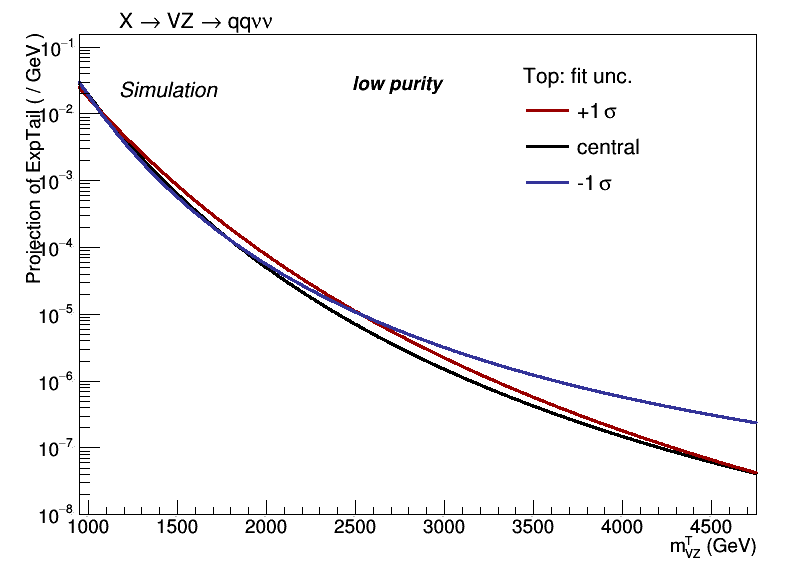 X → VZ → qqνν
Projection of ExpTail ( / GeV )
Simulation
low purity
Top: fit unc.
+1 σ
central
-1 σ
10⁻¹
10⁻²
10⁻³
10⁻⁴
10⁻⁵
10⁻⁶
10⁻⁷
10⁻⁸
1000 1500 2000 2500 3000 3500 4000 4500
m^T_VZ (GeV)